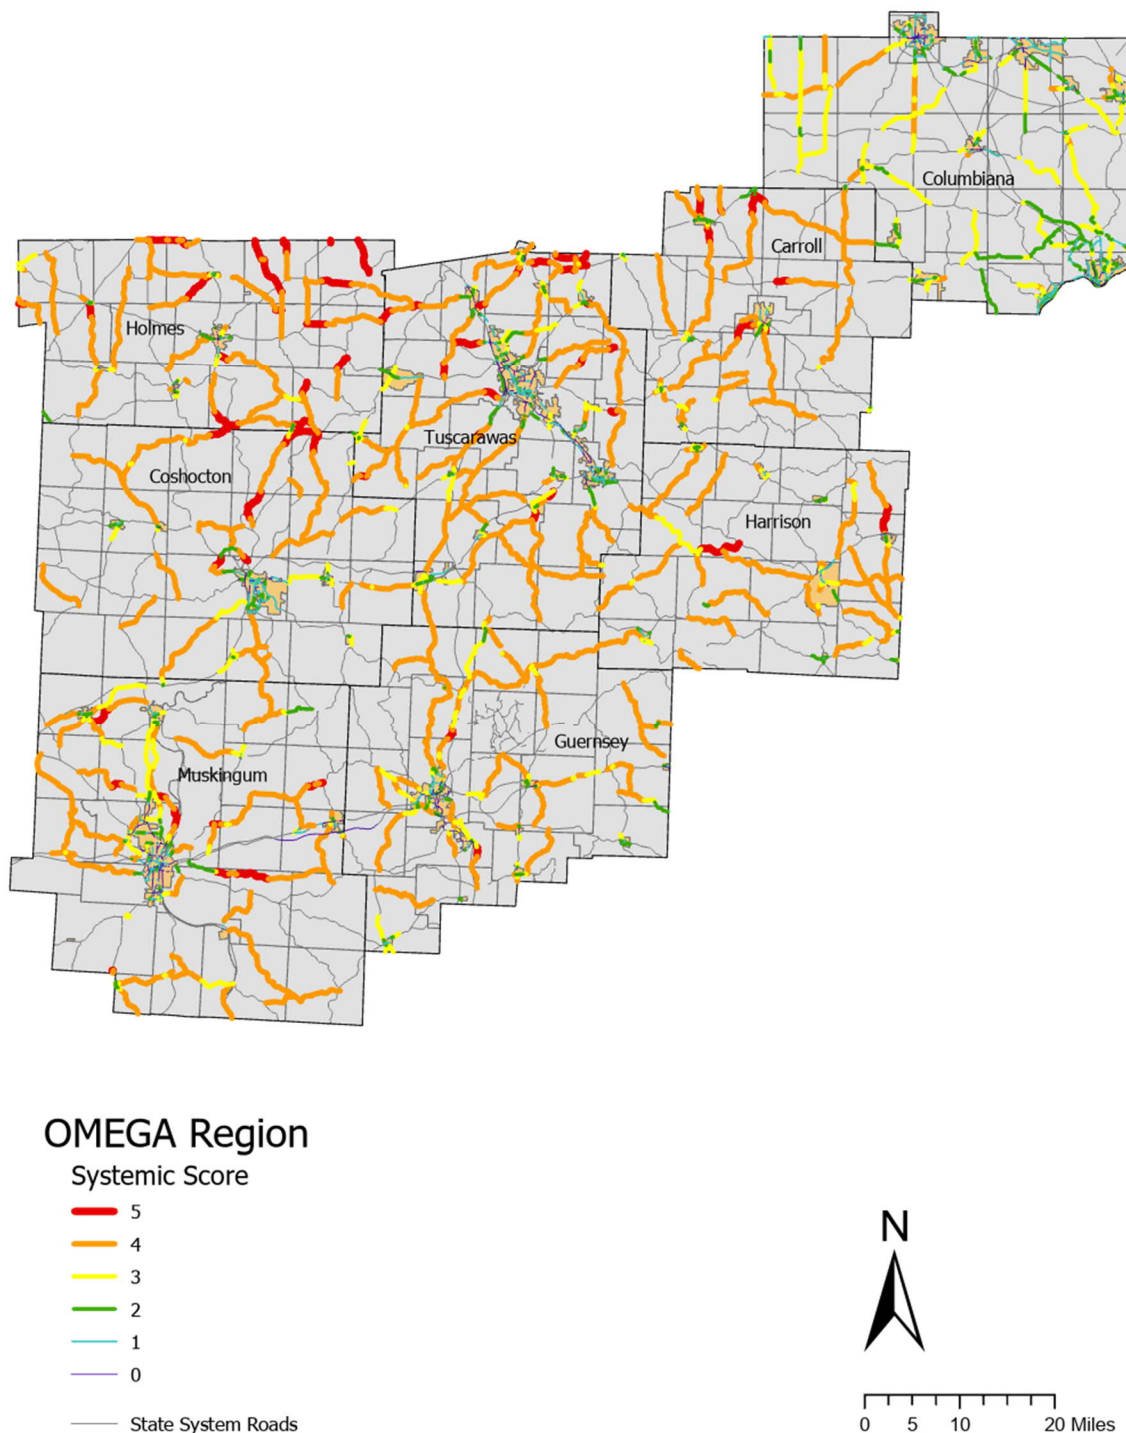 Columbiana
Carroll
Holmes
Tuscarawas
Coshocton
Harrison
Guernsey
Muskingum
OMEGA Region
Systemic Score
5
4
3
2
1
0
State System Roads
N
0 5 10 20 Miles